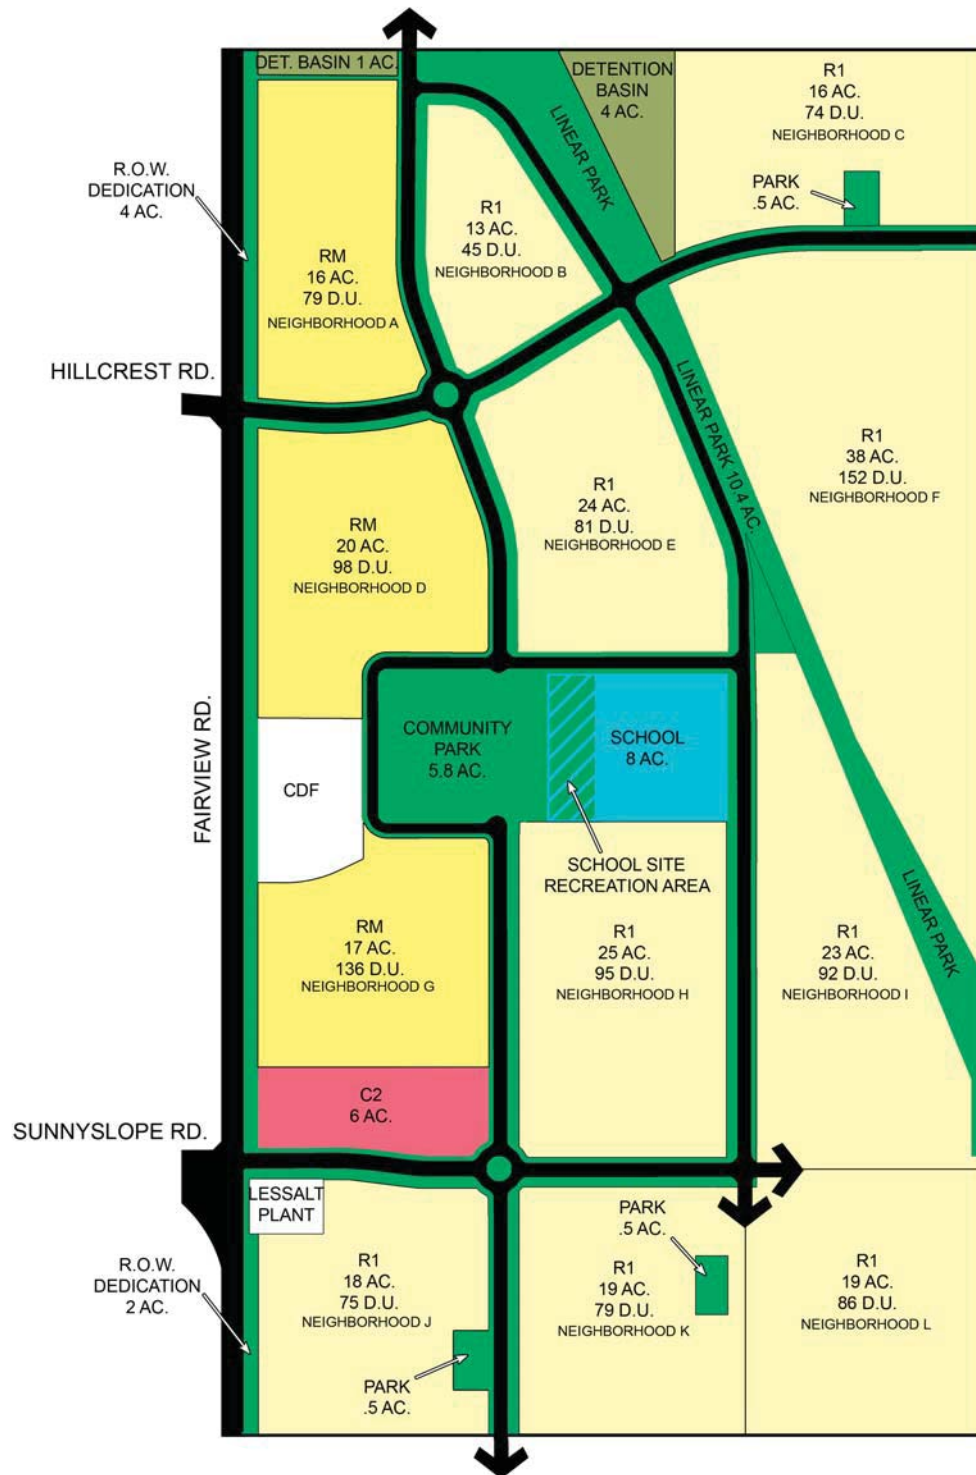 DET. BASIN 1 AC.
DETENTION
BASIN
4 AC.
R1
16 AC.
74 D.U.
NEIGHBORHOOD C
LINEAR PARK
R.O.W.
DEDICATION
4 AC.
PARK
.5 AC.
R1
13 AC.
45 D.U.
NEIGHBORHOOD B
RM
16 AC.
79 D.U.
NEIGHBORHOOD A
HILLCREST RD.
LINEAR PARK 10.4 AC.
R1
38 AC.
152 D.U.
NEIGHBORHOOD F
R1
24 AC.
81 D.U.
NEIGHBORHOOD E
RM
20 AC.
98 D.U.
NEIGHBORHOOD D
FAIRVIEW RD.
COMMUNITY
PARK
5.8 AC.
SCHOOL
8 AC.
CDF
SCHOOL SITE
RECREATION AREA
LINEAR PARK
RM
17 AC.
136 D.U.
NEIGHBORHOOD G
R1
25 AC.
95 D.U.
NEIGHBORHOOD H
R1
23 AC.
92 D.U.
NEIGHBORHOOD I
C2
6 AC.
SUNNYSLOPE RD.
LESSALT
PLANT
PARK
.5 AC.
R.O.W.
DEDICATION
2 AC.
R1
18 AC.
75 D.U.
NEIGHBORHOOD J
R1
19 AC.
79 D.U.
NEIGHBORHOOD K
R1
19 AC.
86 D.U.
NEIGHBORHOOD L
PARK
.5 AC.